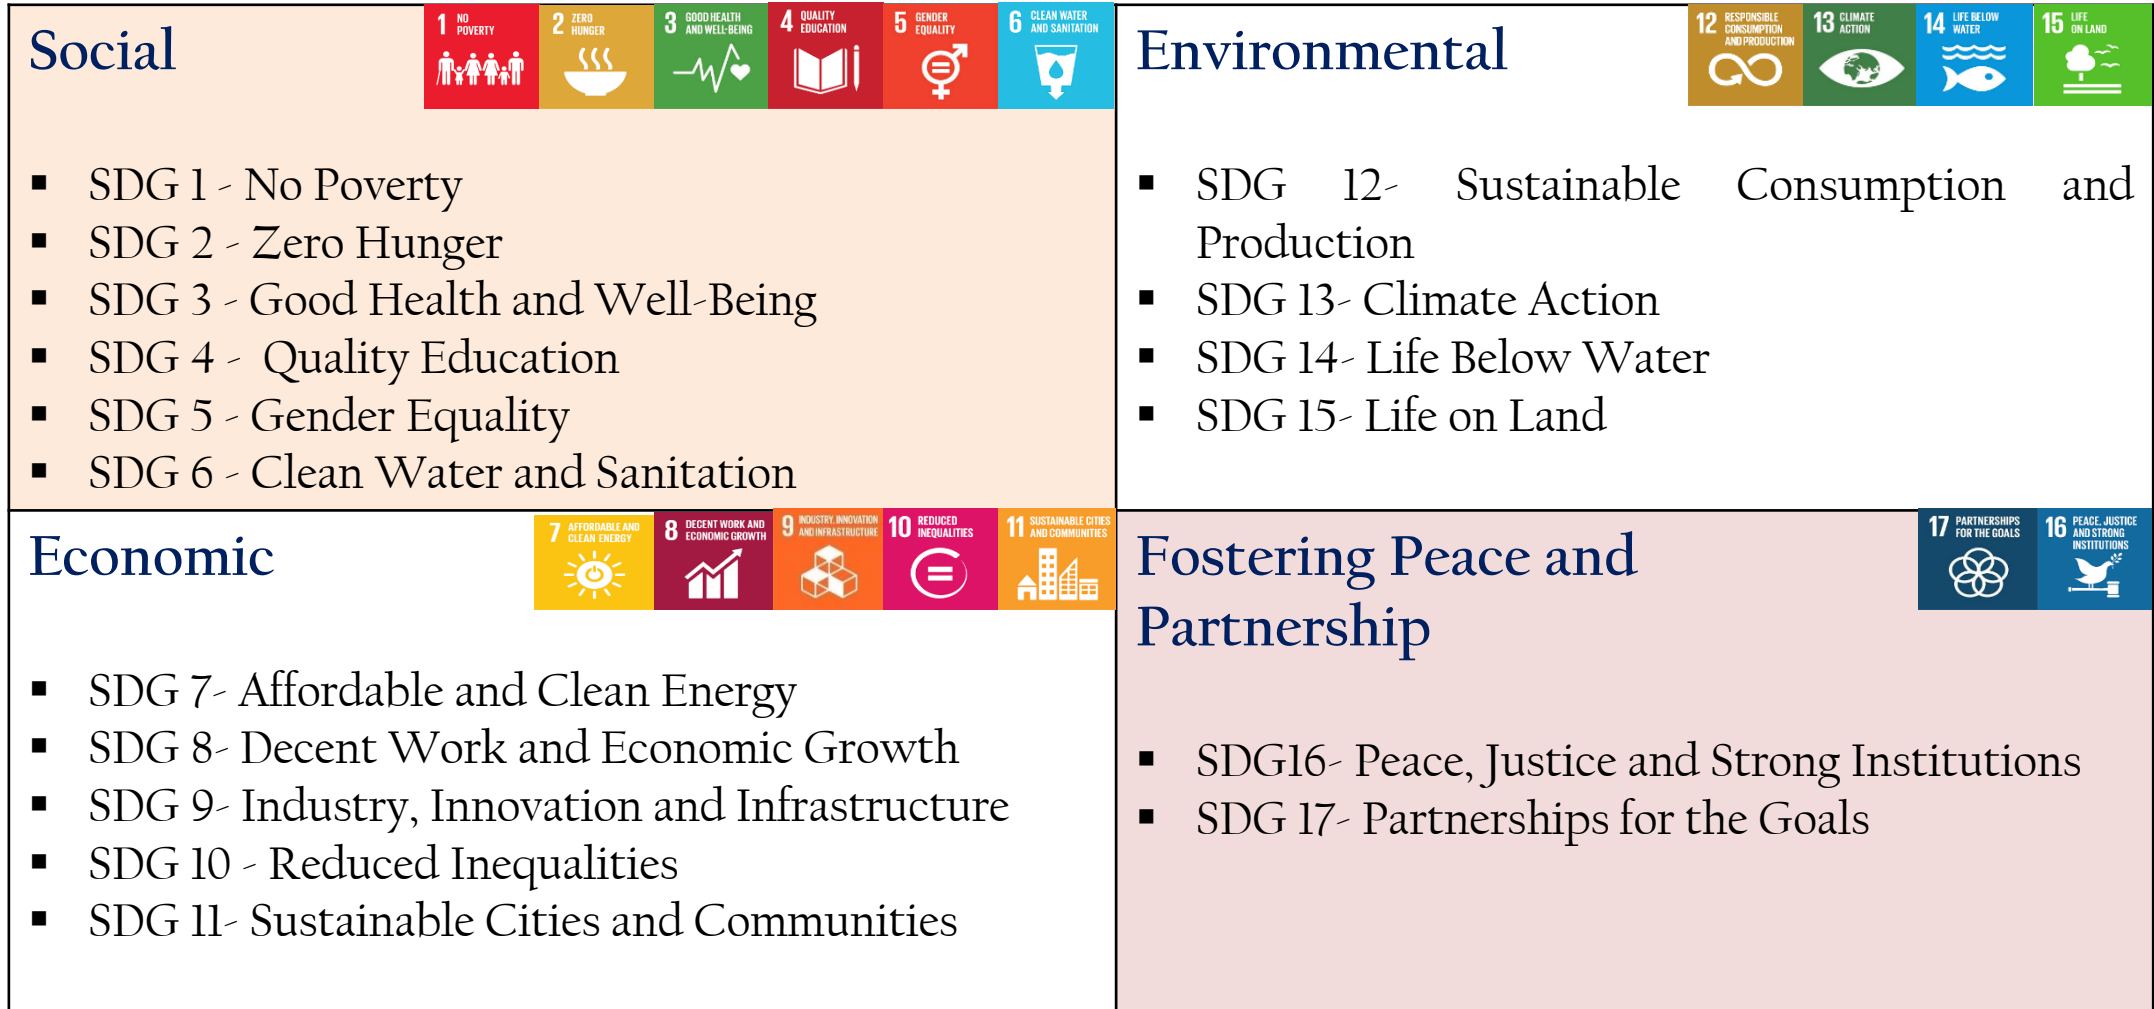 Social
1 NO
POVERTY
2 ZERO
HUNGER
3 GOOD HEALTH
AND WELL-BEING
4 QUALITY
EDUCATION
5 GENDER
EQUALITY
6 CLEAN WATER
AND SANITATION
▪ SDG 1 - No Poverty
▪ SDG 2 - Zero Hunger
▪ SDG 3 - Good Health and Well-Being
▪ SDG 4 - Quality Education
▪ SDG 5 - Gender Equality
▪ SDG 6 - Clean Water and Sanitation
Environmental
12 RESPONSIBLE
CONSUMPTION
AND PRODUCTION
13 CLIMATE
ACTION
14 LIFE BELOW
WATER
15 LIFE
ON LAND
▪ SDG 12- Sustainable Consumption and
Production
▪ SDG 13- Climate Action
▪ SDG 14- Life Below Water
▪ SDG 15- Life on Land
Economic
7 AFFORDABLE AND
CLEAN ENERGY
8 DECENT WORK AND
ECONOMIC GROWTH
9 INDUSTRY, INNOVATION
AND INFRASTRUCTURE
10 REDUCED
INEQUALITIES
11 SUSTAINABLE CITIES
AND COMMUNITIES
▪ SDG 7- Affordable and Clean Energy
▪ SDG 8- Decent Work and Economic Growth
▪ SDG 9- Industry, Innovation and Infrastructure
▪ SDG 10 - Reduced Inequalities
▪ SDG 11- Sustainable Cities and Communities
Fostering Peace and
Partnership
17 PARTNERSHIPS
FOR THE GOALS
16 PEACE, JUSTICE
AND STRONG
INSTITUTIONS
▪ SDG16- Peace, Justice and Strong Institutions
▪ SDG 17- Partnerships for the Goals